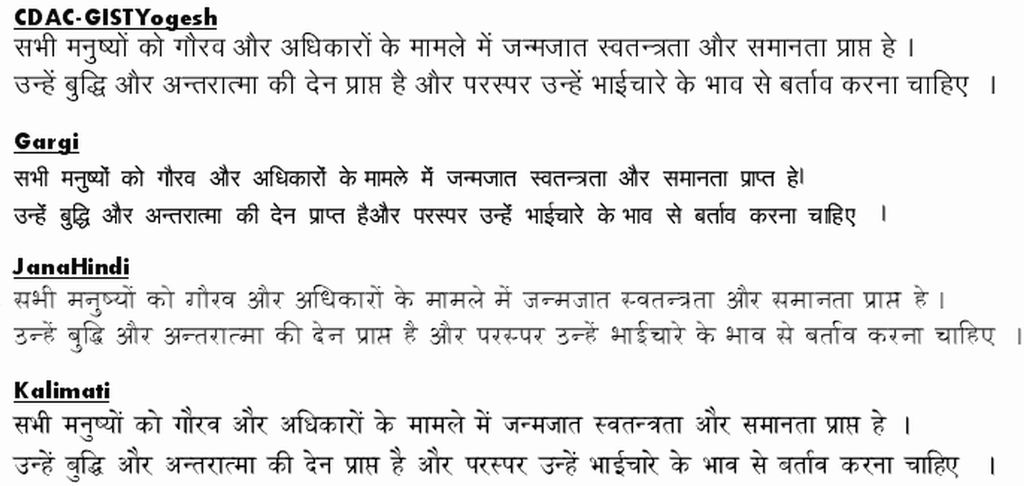 CDAC-GISTYogesh
सभी मनुष्यों को गौरव और अधिकारों के मामले में जन्मजात स्वतन्त्रता और समानता प्राप्त हे ।
उन्हें बुद्धि और अन्तरात्मा की देन प्राप्त है और परस्पर उन्हें भाईचारे के भाव से बर्ताव करना चाहिए ।
Gargi
सभी मनुष्यों को गौरव और अधिकारों के मामले में जन्मजात स्वतन्त्रता और समानता प्राप्त हे।
उन्हें बुद्धि और अन्तरात्मा की देन प्राप्त हैऔर परस्पर उन्हें भाईचारे के भाव से बर्ताव करना चाहिए ।
JanaHindi
सभी मनुष्यों को गौरव और अधिकारों के मामले में जन्मजात स्वतन्त्रता और समानता प्राप्त हे ।
उन्हें बुद्धि और अन्तरात्मा की देन प्राप्त है और परस्पर उन्हें भाईचारे के भाव से बर्ताव करना चाहिए ।
Kalimati
सभी मनुष्यों को गौरव और अधिकारों के मामले में जन्मजात स्वतन्त्रता और समानता प्राप्त हे ।
उन्हें बुद्धि और अन्तरात्मा की देन प्राप्त है और परस्पर उन्हें भाईचारे के भाव से बर्ताव करना चाहिए ।